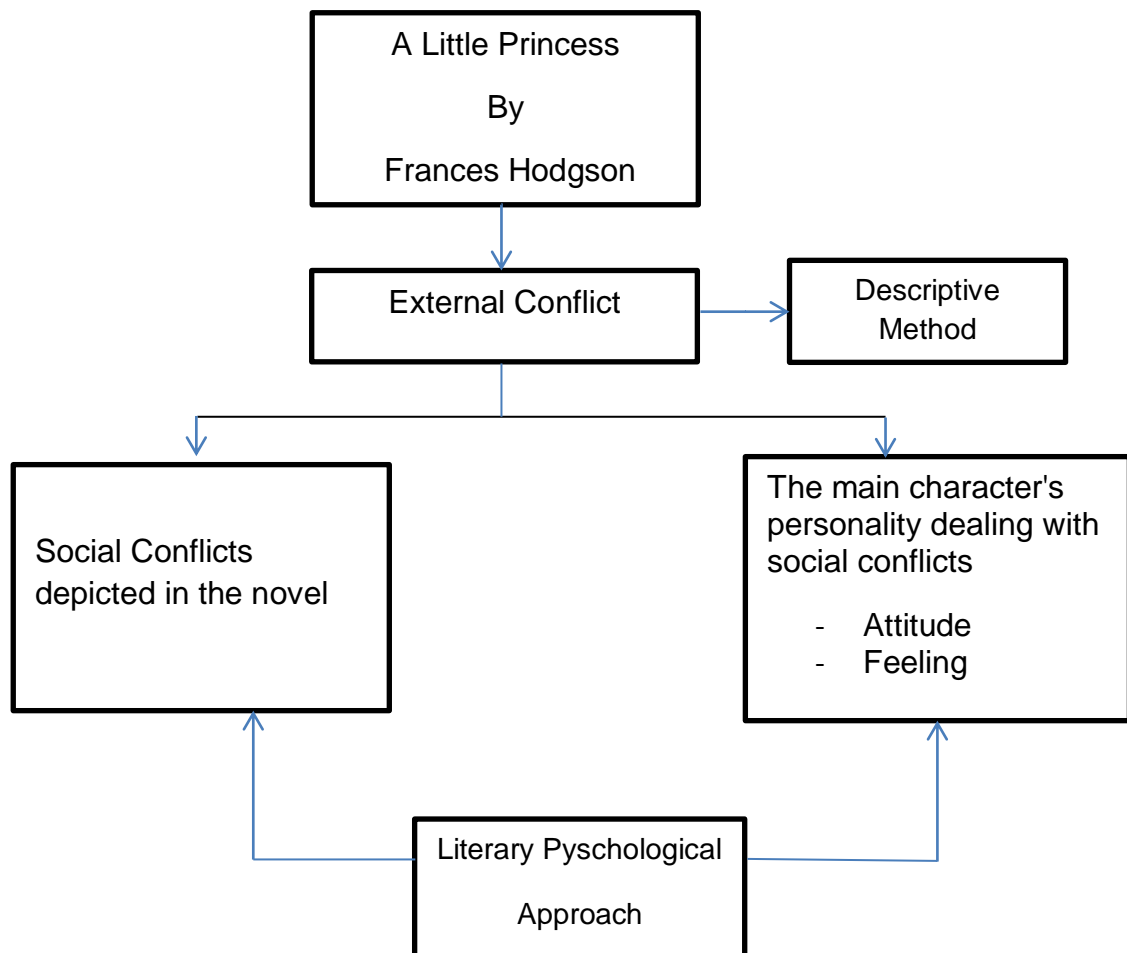 A Little Princess
By
Frances Hodgson
External Conflict
Descriptive
Method
Social Conflicts
depicted in the novel
The main character's
personality dealing with
social conflicts
- Attitude
- Feeling
Literary Pyschological
Approach